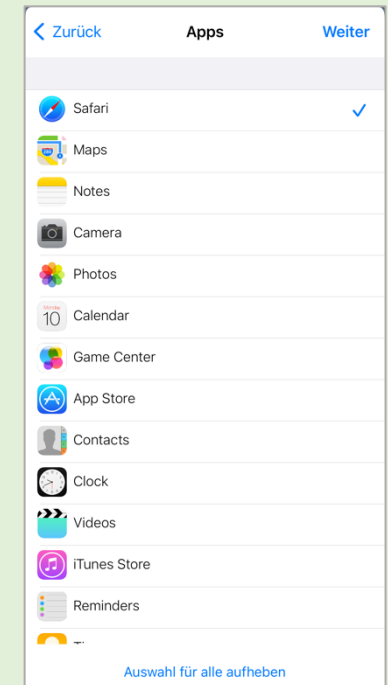 Zurück Apps Weiter
Safari
Maps
Notes
Camera
Photos
Monday
10 Calendar
Game Center
App Store
Contacts
Clock
Videos
iTunes Store
Reminders
Auswahl für alle aufheben